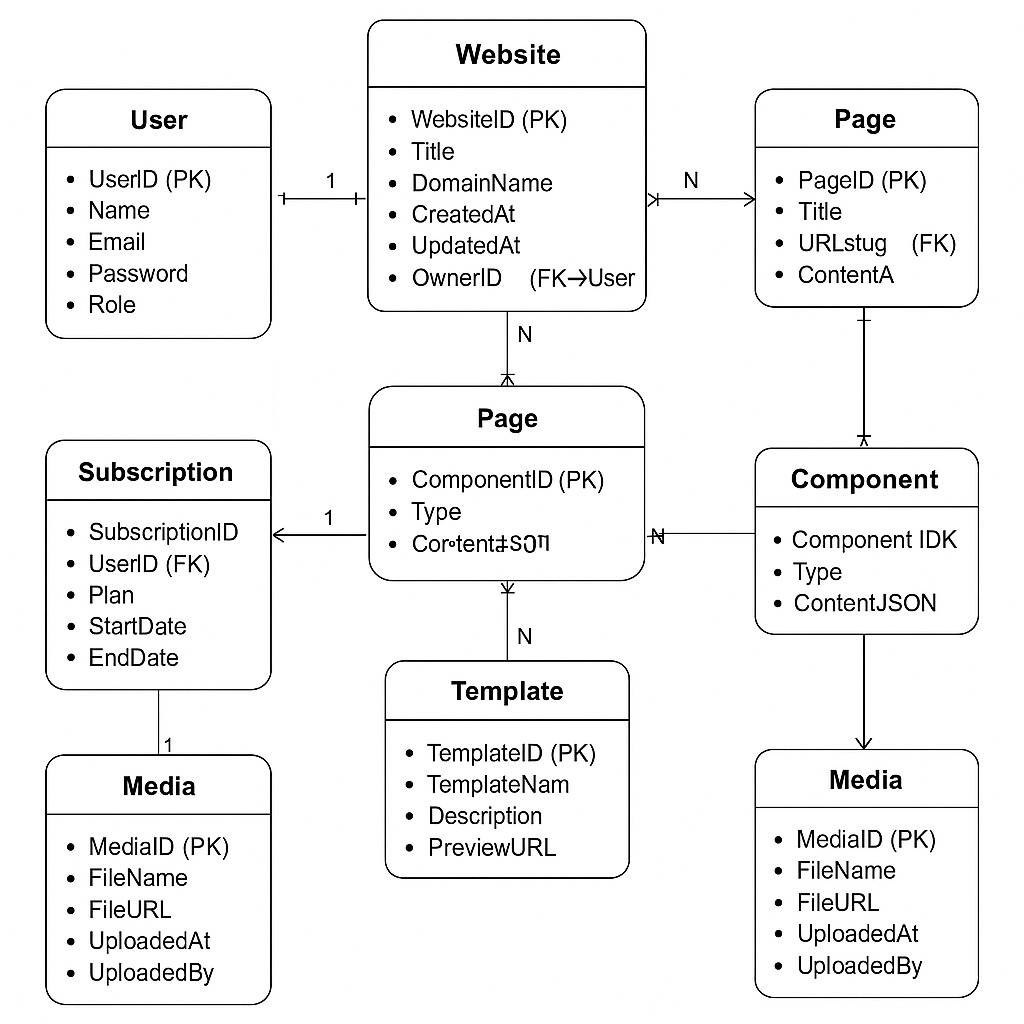 Website
WebsiteID (PK)
Title
DomainName
CreatedAt
UpdatedAt
OwnerID (FK→User
User
UserID (PK)
Name
Email
Password
Role
1
N
Page
PageID (PK)
Title
URLstug (FK)
ContentA
N
Page
ComponentID (PK)
Type
Subscription
SubscriptionID
UserID (FK)
Plan
StartDate
EndDate
1
N
Component
Component IDK
Type
ContentJSON
N
Template
TemplateID (PK)
TemplateNam
Description
PreviewURL
1
Media
MediaID (PK)
FileName
FileURL
UploadedAt
UploadedBy
Media
MediaID (PK)
FileName
FileURL
UploadedAt
UploadedBy